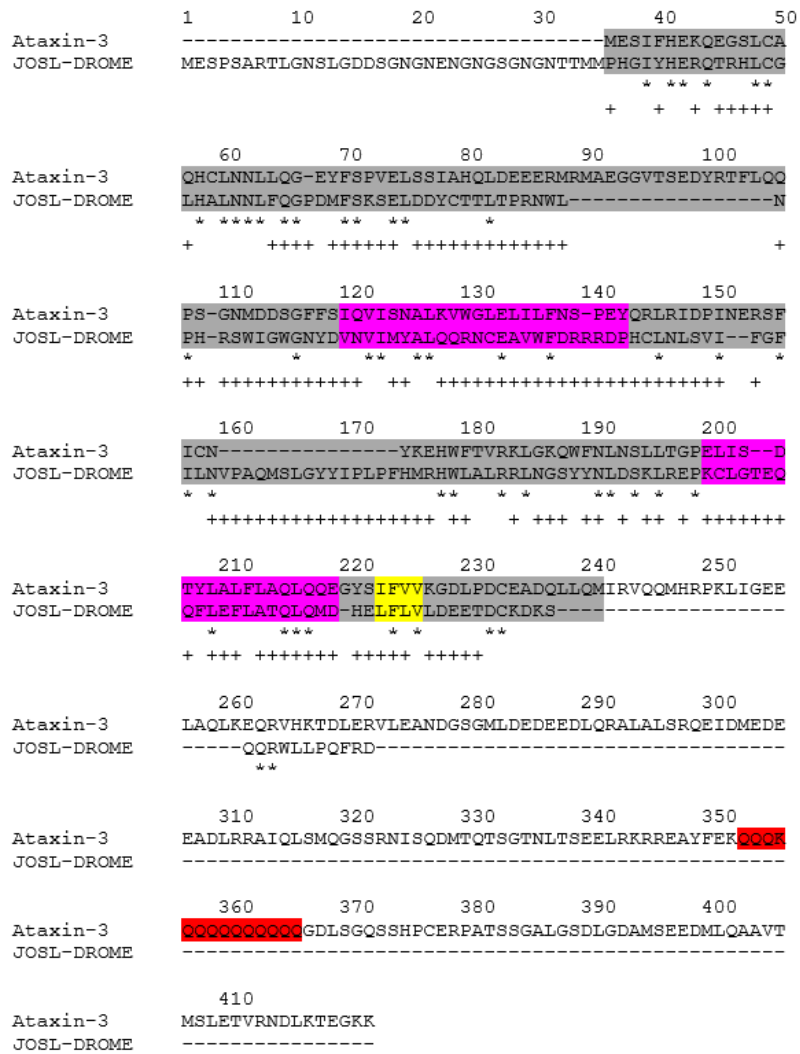 1 10 20 30 40 50
Ataxin-3 -----------------------------------MESIFHEKQEGSLCA
JOSL-DROME MESPSARTLGNSLGDDSGNGNENGNGSGNGNTTMMPHGIYHERQTRHLCG
* ** * **
+ + + +++++
60 70 80 90 100
Ataxin-3 QHCLNNLLQG-EYFSPVELSSIAHQLDEEERMRMAEGGVTSEDYRTFLQQ
JOSL-DROME LHALNNLFQGPDMFSKSELDDYCTTLTPRNWL-----------------N
* **** ** ** ** *
+ ++++ ++++++ +++++++++++++ +
110 120 130 140 150
Ataxin-3 PS-GNMDDSGFFSIQVISNALKVWGLELILFNS-PEYQRLRIDPINERSF
JOSL-DROME PH-RSWIGWGNYDVNVIMYALQQRNCEAVWFDRRRDPHCLNLSVI--FGF
* * ** ** * * * * *
++ ++++++++++++ ++ +++++++++++++++++++++++++ +
160 170 180 190 200
Ataxin-3 ICN---------------YKEHWFTVRKLGKQWFNLNSLLTGPELIS--D
JOSL-DROME ILNVPAQMSLGYYIPLPFHMRHWLALRRLNGSYYNLDSKLREPKCLGTEQ
* * ** * * ** * * *
+++++++++++++++++++ ++ + +++ ++ + ++ + +++++++
210 220 230 240 250
Ataxin-3 TYLALFLAQLQQEGYSIFVVKGDLPDCEADQLLQMIRVQQMHRPKLIGEE
JOSL-DROME QFLEFLATQLQMD-HELFLVLDEETDCKDKS-------------------
* *** * * **
+ +++ +++++++ +++++ +++++
260 270 280 290 300
Ataxin-3 LAQLKEQRVHKTDLERVLEANDGSGMLDEDEEDLQRALALSRQEIDMEDE
JOSL-DROME -----QQRWLLPQFRD----------------------------------
**
310 320 330 340 350
Ataxin-3 EADLRRAIQLSMQGSSRNISQDMTQTSGTNLTSEELRKRREAYFEKQQQK
JOSL-DROME --------------------------------------------------
360 370 380 390 400
Ataxin-3 QQQQQQQQQQGDLSGQSSHPCERPATSSGALGSDLGDAMSEEDMLQAAVT
JOSL-DROME --------------------------------------------------
410
Ataxin-3 MSLETVRNDLKTEGKK
JOSL-DROME ----------------